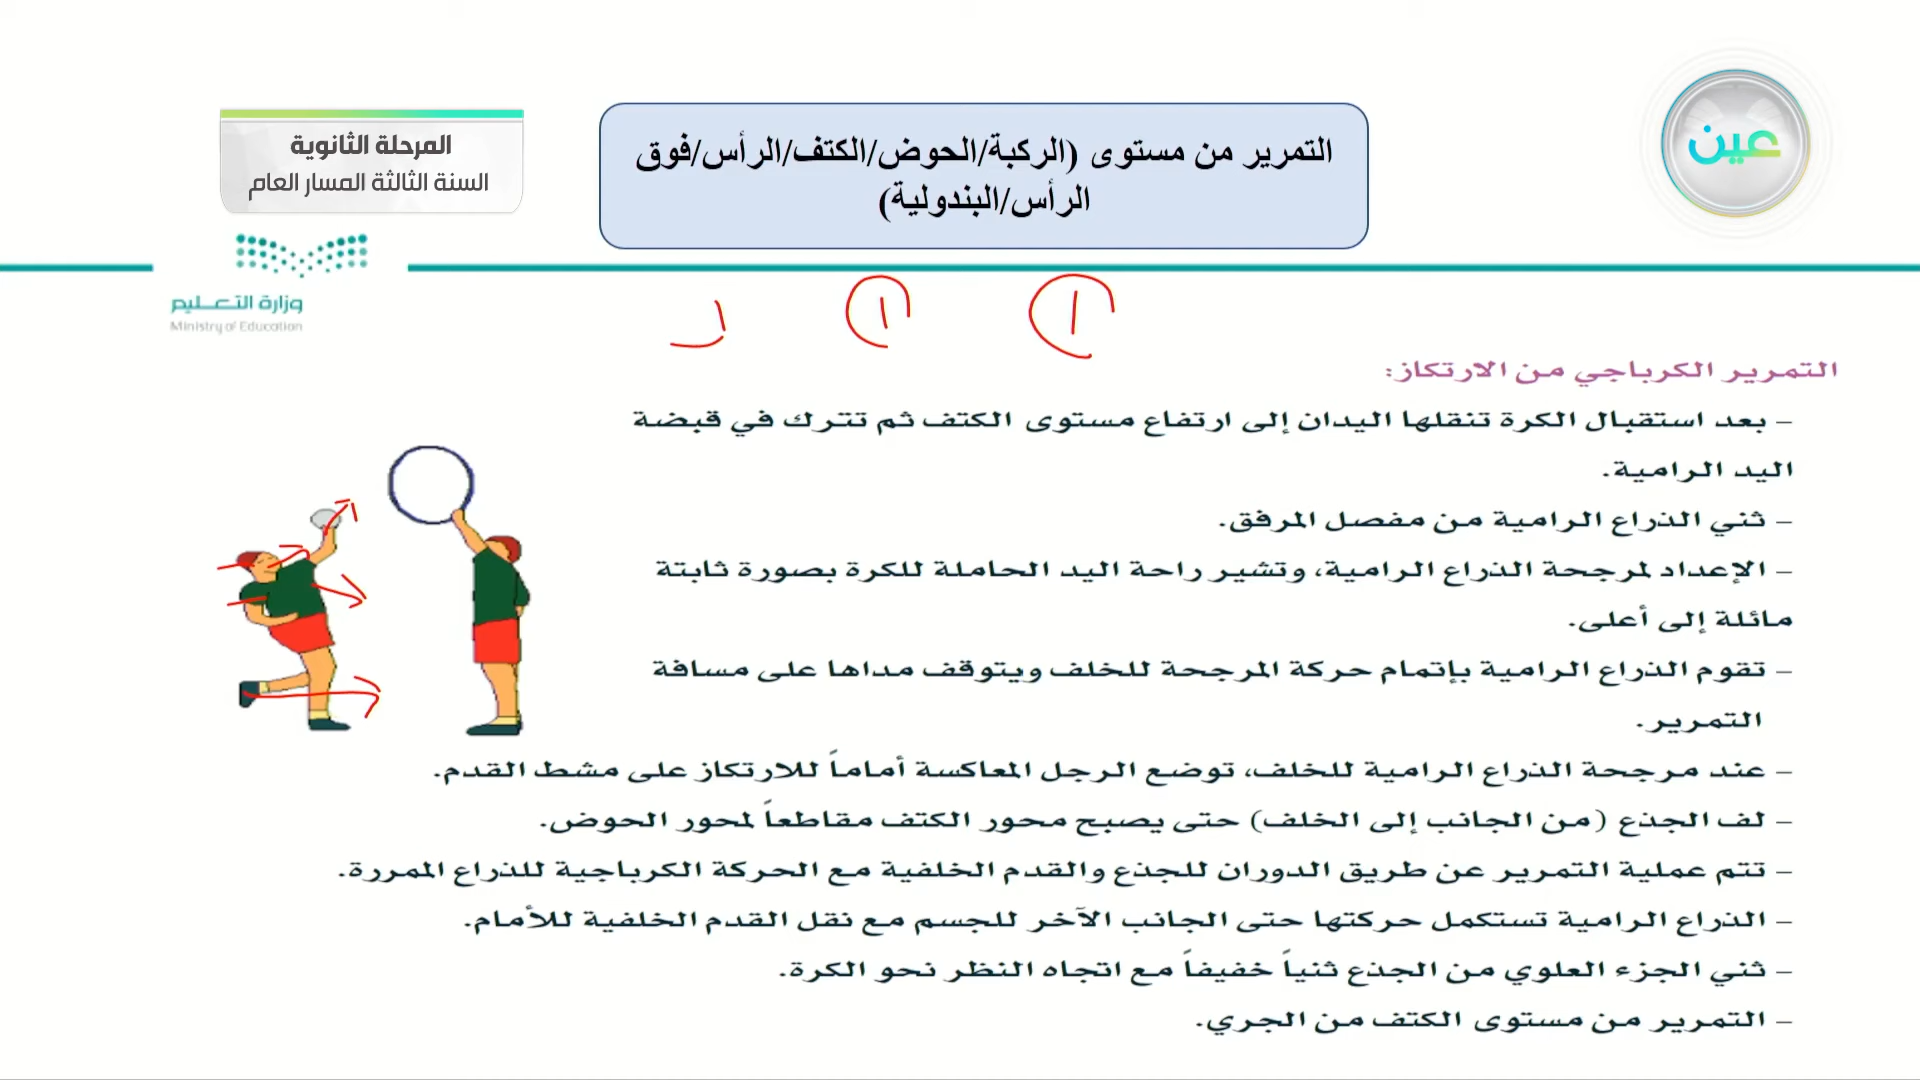 عين
التمرير من مستوى (الركبة/الحوض/الكتف/الرأس/فوق
الرأس/البندولية)
المرحلة الثانوية
السنة الثالثة المسار العام
وزارة التعليم
Ministry of Education
١ ١
التمرير الكرباجي من الارتكاز:
– بعد استقبال الكرة تنقلها اليدان إلى ارتفاع مستوى الكتف ثم تترك في قبضة
اليد الرامية.
– ثني الذراع الرامية من مفصل المرفق.
– الإعداد لمرجحة الذراع الرامية، وتشير راحة اليد الحاملة للكرة بصورة ثابتة
مائلة إلى أعلى.
– تقوم الذراع الرامية بإتمام حركة المرجحة للخلف ويتوقف مداها على مسافة
التمرير.
– عند مرجحة الذراع الرامية للخلف، توضع الرجل المعاكسة أماماً للارتكاز على مشط القدم.
– لف الجذع (من الجانب إلى الخلف) حتى يصبح محور الكتف مقاطعاً لمحور الحوض.
– تتم عملية التمرير عن طريق الدوران للجذع والقدم الخلفية مع الحركة الكرباجية للذراع الممررة.
– الذراع الرامية تستكمل حركتها حتى الجانب الآخر للجسم مع نقل القدم الخلفية للأمام.
– ثني الجزء العلوي من الجذع ثنياً خفيفاً مع اتجاه النظر نحو الكرة.
– التمرير من مستوى الكتف من الجري.